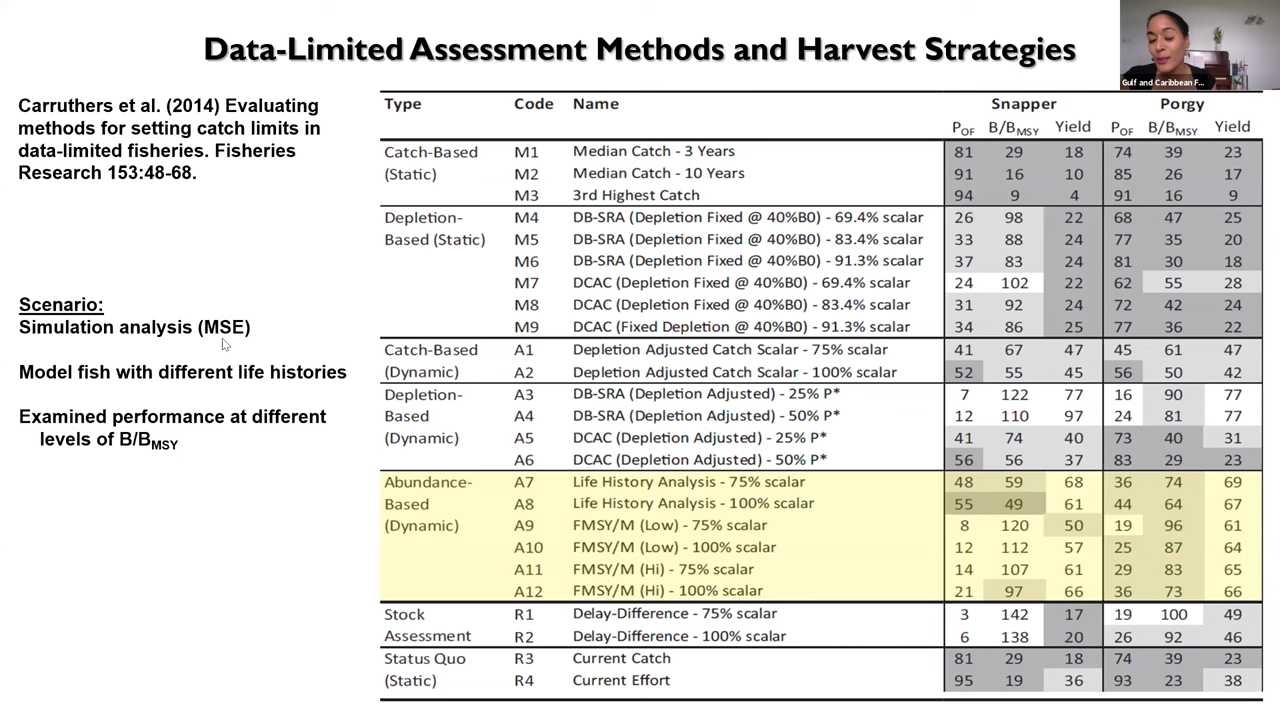 Data-Limited Assessment Methods and Harvest Strategies
Gulf and Caribbean F...
Carruthers et al. (2014) Evaluating
methods for setting catch limits in
data-limited fisheries. Fisheries
Research 153:48-68.
Scenario:
Simulation analysis (MSE)
Model fish with different life histories
Examined performance at different
levels of B/BMSY
Type Code Name Snapper Porgy
POF B/BMSY Yield POF B/BMSY Yield
Catch-Based M1 Median Catch - 3 Years 81 29 18 74 39 23
(Static) M2 Median Catch - 10 Years 91 16 10 85 26 17
M3 3rd Highest Catch 94 9 4 91 16 9
Depletion- M4 DB-SRA (Depletion Fixed @ 40%B0) - 69.4% scalar 26 98 22 68 47 25
Based (Static) M5 DB-SRA (Depletion Fixed @ 40%B0) - 83.4% scalar 33 88 24 77 35 20
M6 DB-SRA (Depletion Fixed @ 40%B0) - 91.3% scalar 37 83 24 81 30 18
M7 DCAC (Depletion Fixed @ 40%B0) - 69.4% scalar 24 102 22 62 55 28
M8 DCAC (Depletion Fixed @ 40%B0) - 83.4% scalar 31 92 24 72 42 24
M9 DCAC (Fixed Depletion @ 40%B0) - 91.3% scalar 34 86 25 77 36 22
Catch-Based A1 Depletion Adjusted Catch Scalar - 75% scalar 41 67 47 45 61 47
(Dynamic) A2 Depletion Adjusted Catch Scalar - 100% scalar 52 55 45 56 50 42
Depletion- A3 DB-SRA (Depletion Adjusted) - 25% P* 7 122 77 16 90 77
Based A4 DB-SRA (Depletion Adjusted) - 50% P* 12 110 97 24 81 77
(Dynamic) A5 DCAC (Depletion Adjusted) - 25% P* 41 74 40 73 40 31
A6 DCAC (Depletion Adjusted) - 50% P* 56 56 37 83 29 23
Abundance- A7 Life History Analysis - 75% scalar 48 59 68 36 74 69
Based A8 Life History Analysis - 100% scalar 55 49 61 44 64 67
(Dynamic) A9 FMSY/M (Low) - 75% scalar 8 120 50 19 96 61
A10 FMSY/M (Low) - 100% scalar 12 112 57 25 87 64
A11 FMSY/M (Hi) - 75% scalar 14 107 61 29 83 65
A12 FMSY/M (Hi) - 100% scalar 21 97 66 36 73 66
Stock R1 Delay-Difference - 75% scalar 3 142 17 19 100 49
Assessment R2 Delay-Difference - 100% scalar 6 138 20 26 92 46
Status Quo R3 Current Catch 81 29 18 74 39 23
(Static) R4 Current Effort 95 19 36 93 23 38